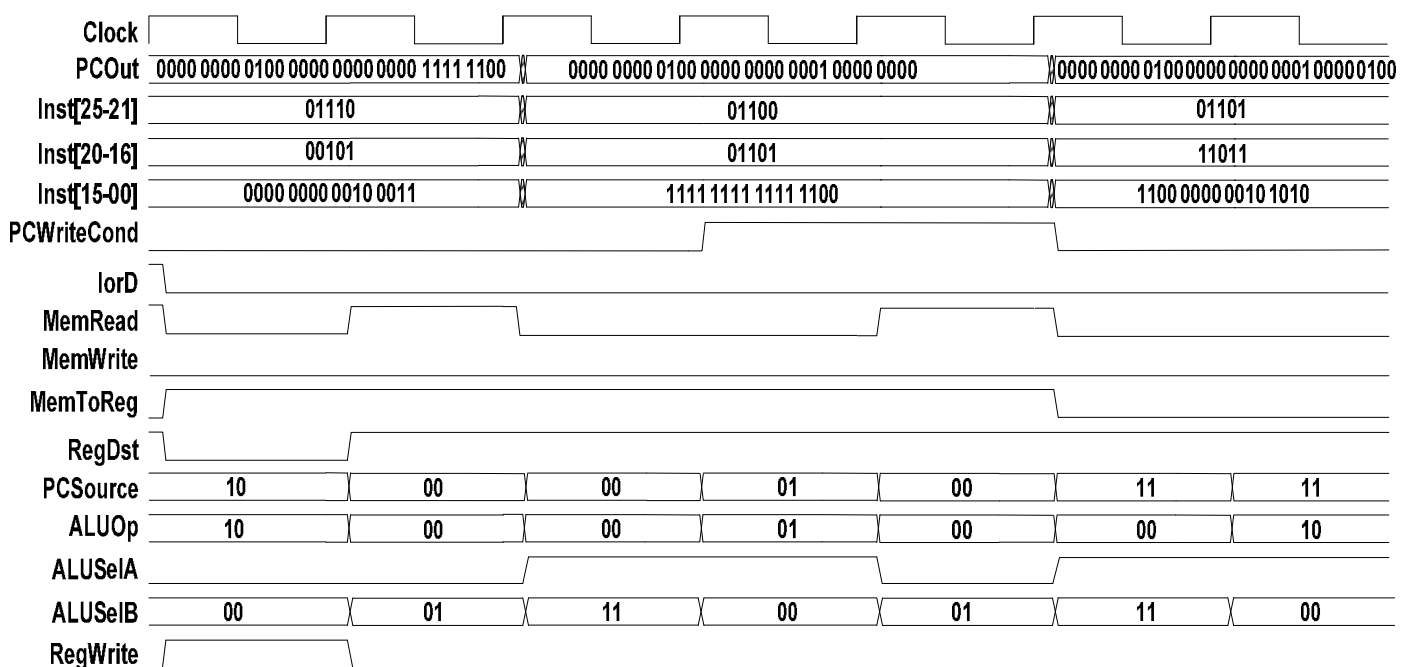 Clock
PCOut 0000 0000 0100 0000 0000 0000 1111 1100 0000 0000 0100 0000 0000 0001 0000 0000 0000 0000 0100 0000 0000 0001 0000 0100
Inst[25-21] 01110 01100 01101
Inst[20-16] 00101 01101 11011
Inst[15-00] 0000 0000 0010 0011 1111 1111 1111 1100 1100 0000 0010 1010
PCWriteCond
IorD
MemRead
MemWrite
MemToReg
RegDst
PCSource 10 00 00 01 00 11 11
ALUOp 10 00 00 01 00 00 10
ALUSelA
ALUSelB 00 01 11 00 01 11 00
RegWrite